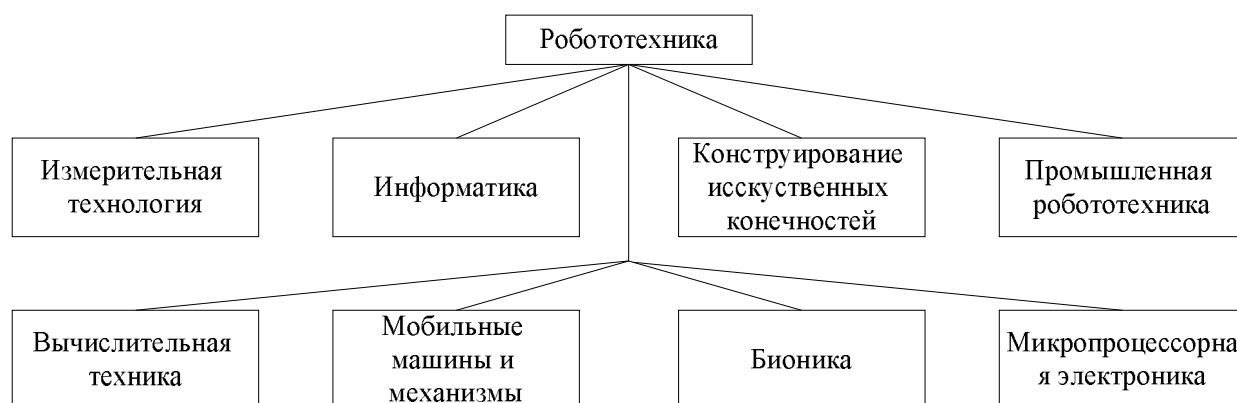 Робототехника
Измерительная
технология
Информатика
Конструирование
исскуственных
конечностей
Промышленная
робототехника
Вычислительная
техника
Мобильные
машины и
механизмы
Бионика
Микропроцессорна
я электроника